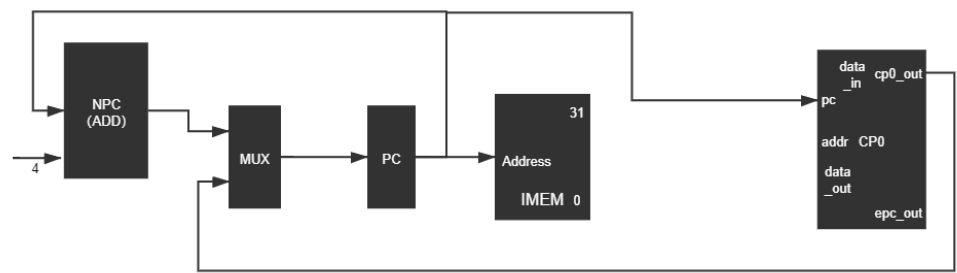 NPC
(ADD)
4
MUX
PC
31
Address
IMEM 0
data
_in
cp0_out
pc
addr CP0
data
_out
epc_out